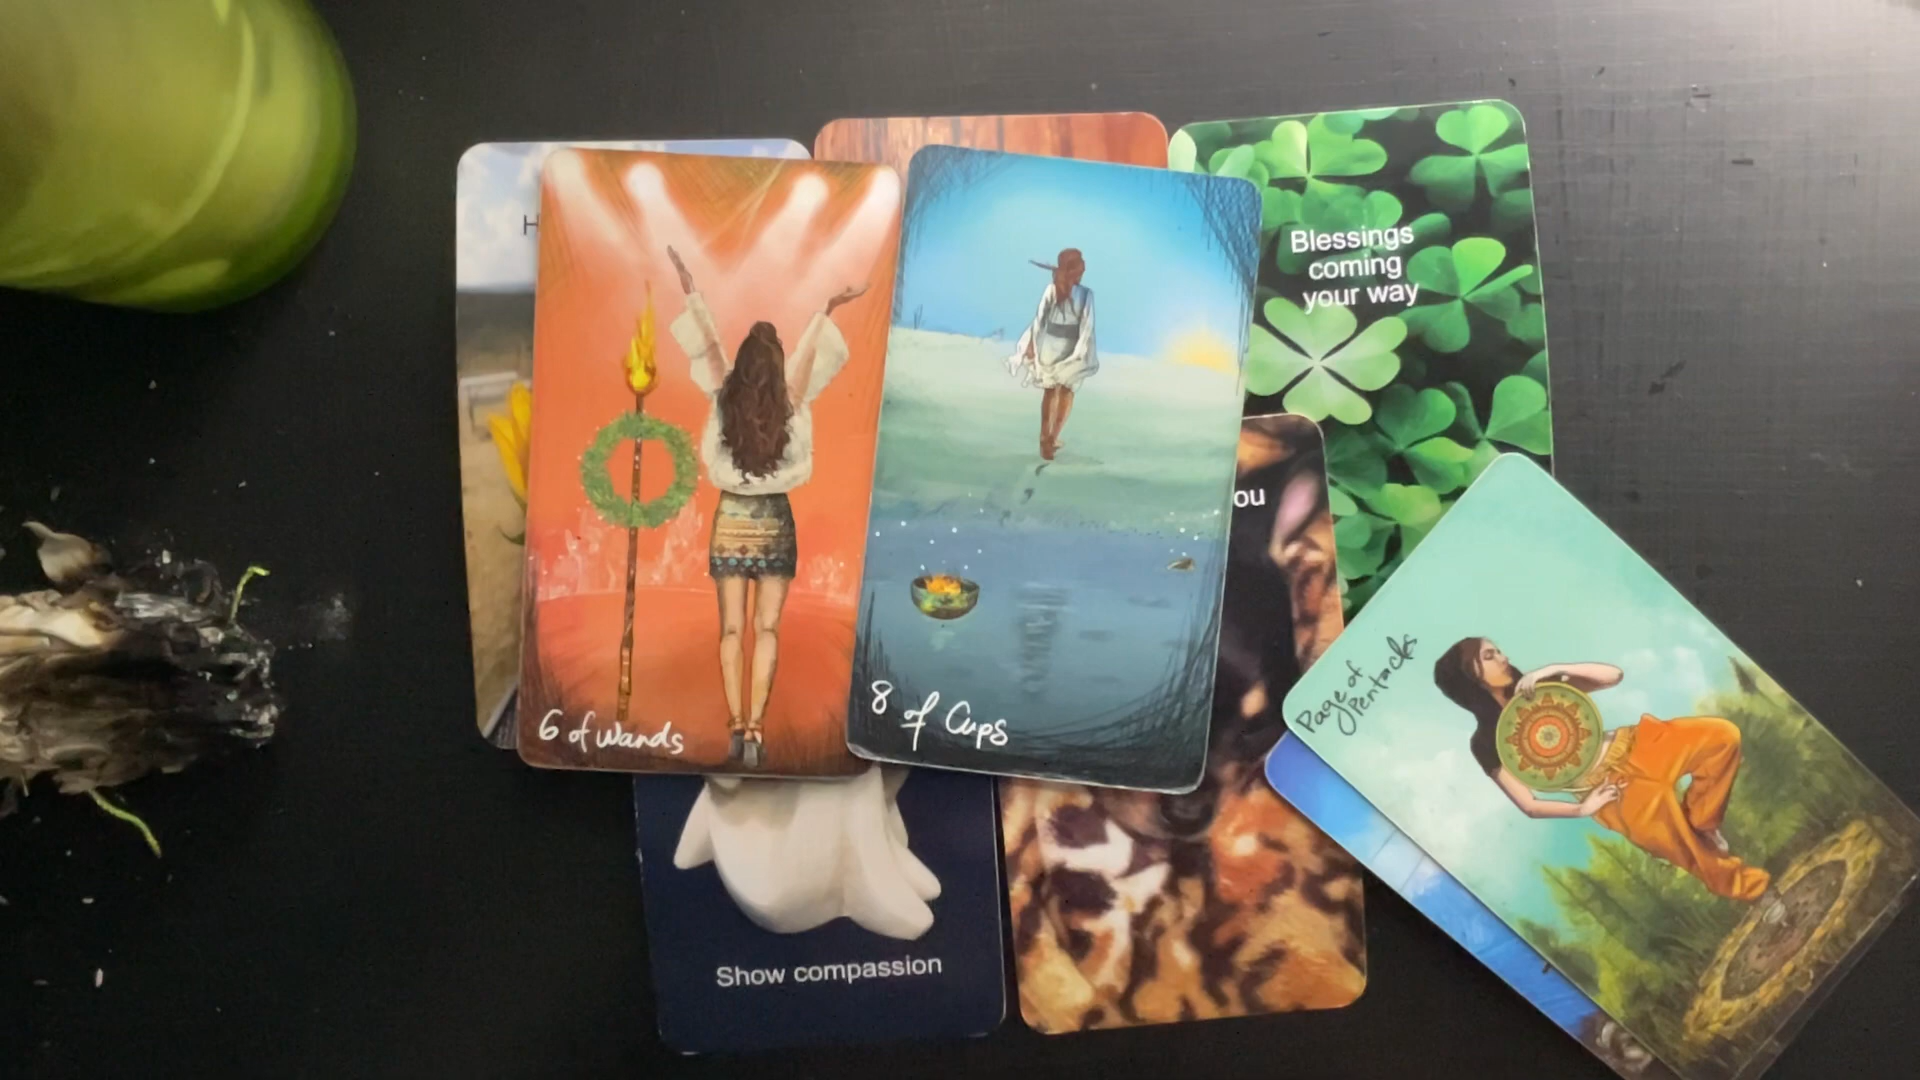 Blessings
coming
your way
6 of Wands
8 of Cups
Page of
Pentacles
Show compassion